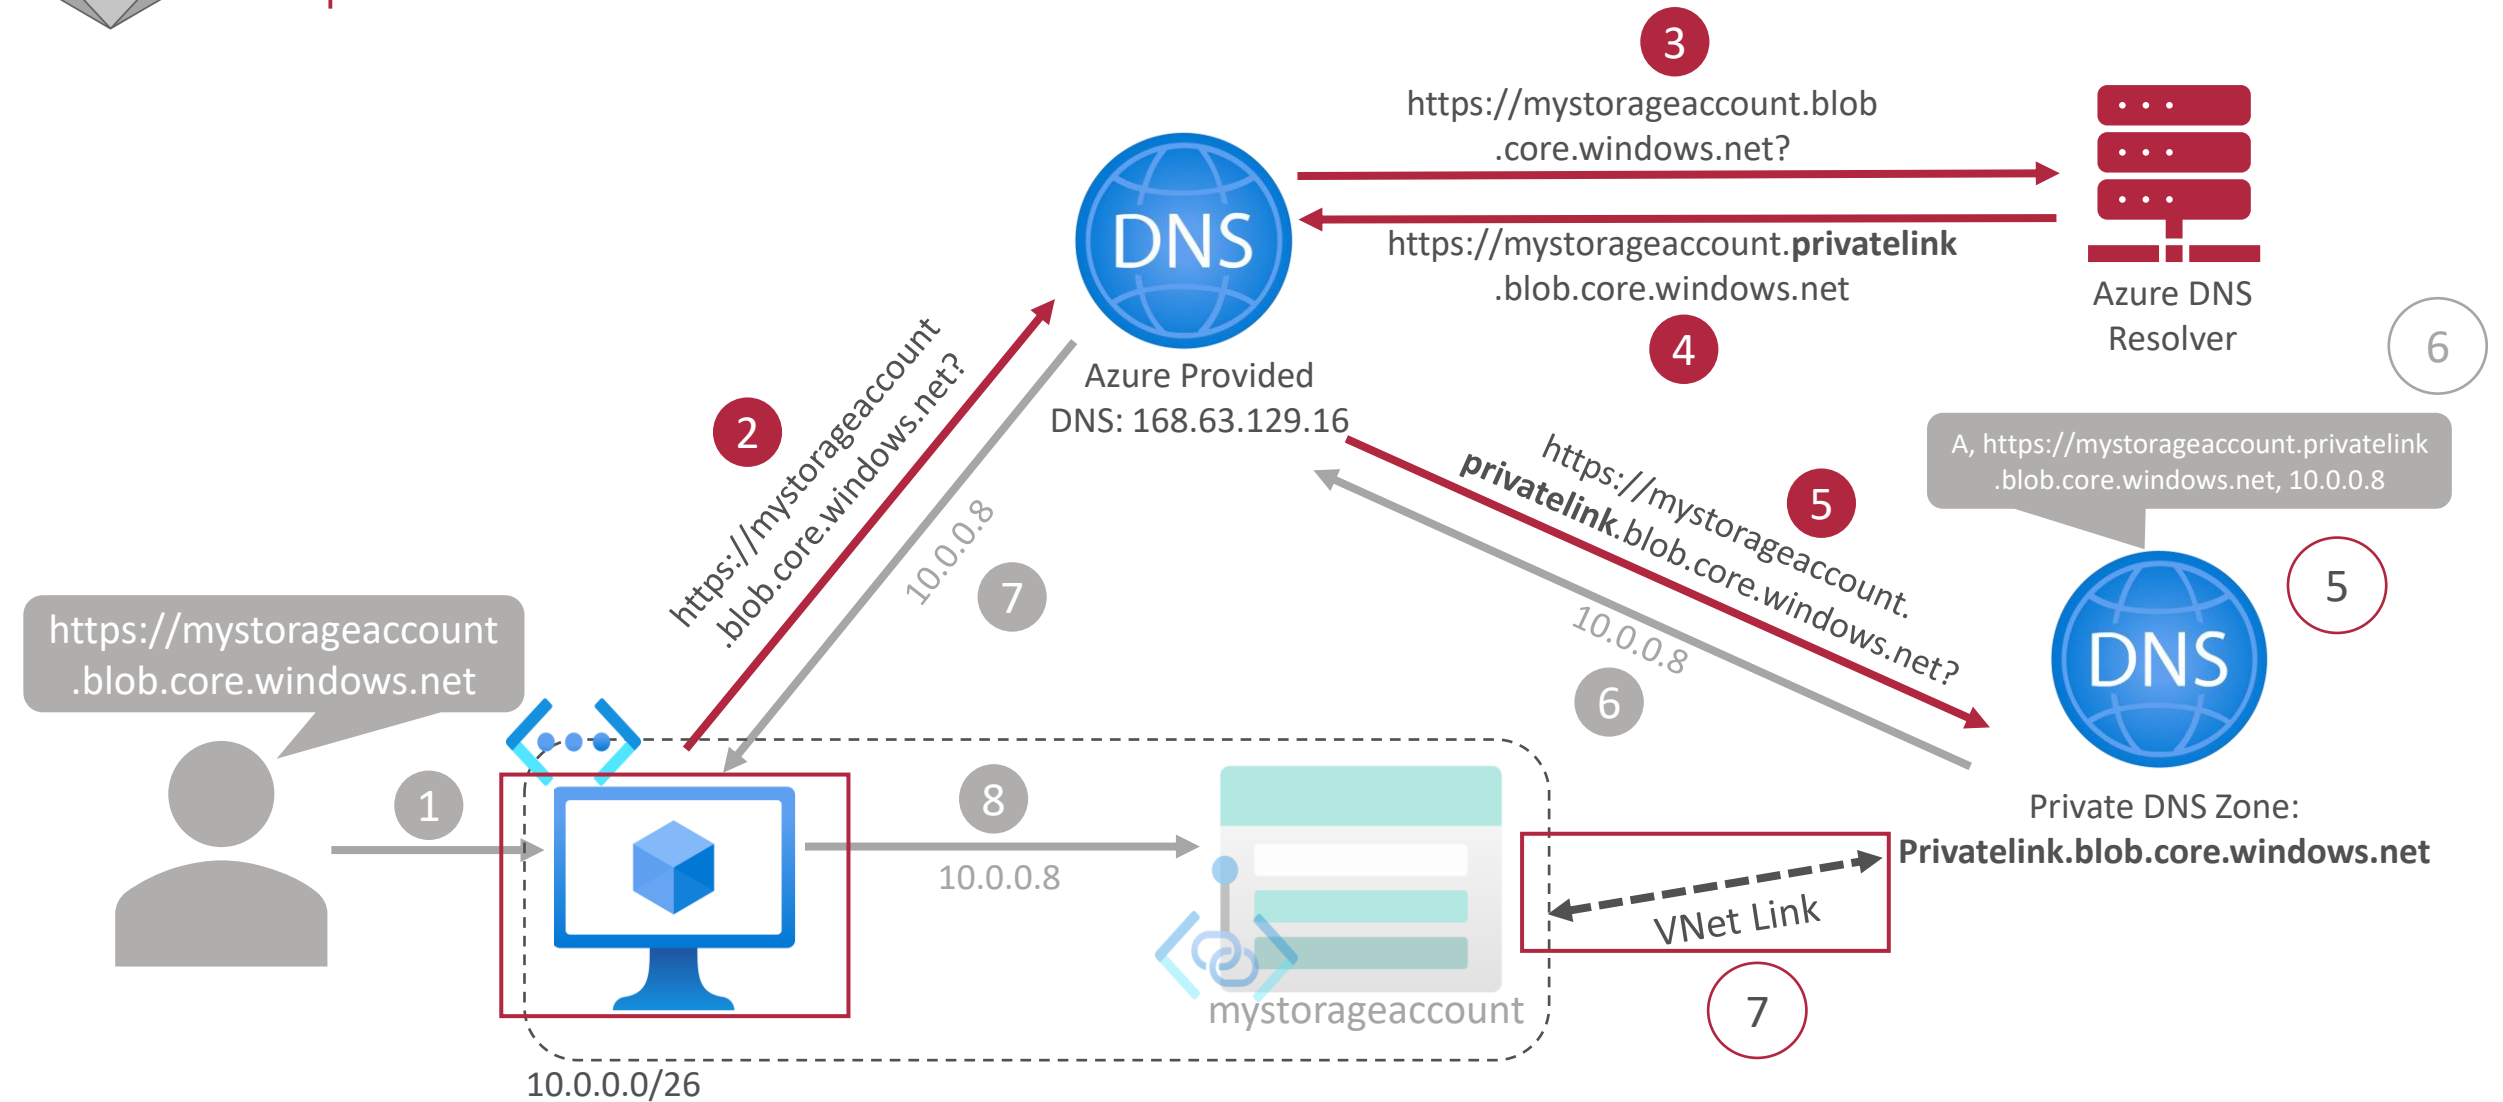 3
https://mystorageaccount.blob
.core.windows.net?
https://mystorageaccount.privatelink
.blob.core.windows.net
4
DNS
Azure Provided
DNS: 168.63.129.16
Azure DNS
Resolver
6
2
https://mystorageaccount
.blob.core.windows.net?
10.0.0.8
7
https://mystorageaccount.
privatelink.blob.core.windows.net?
5
10.0.0.8
6
A, https://mystorageaccount.privatelink
.blob.core.windows.net, 10.0.0.8
DNS
5
Private DNS Zone:
Privatelink.blob.core.windows.net
https://mystorageaccount
.blob.core.windows.net
1
8
10.0.0.8
mystorageaccount
VNet Link
7
10.0.0.0/26